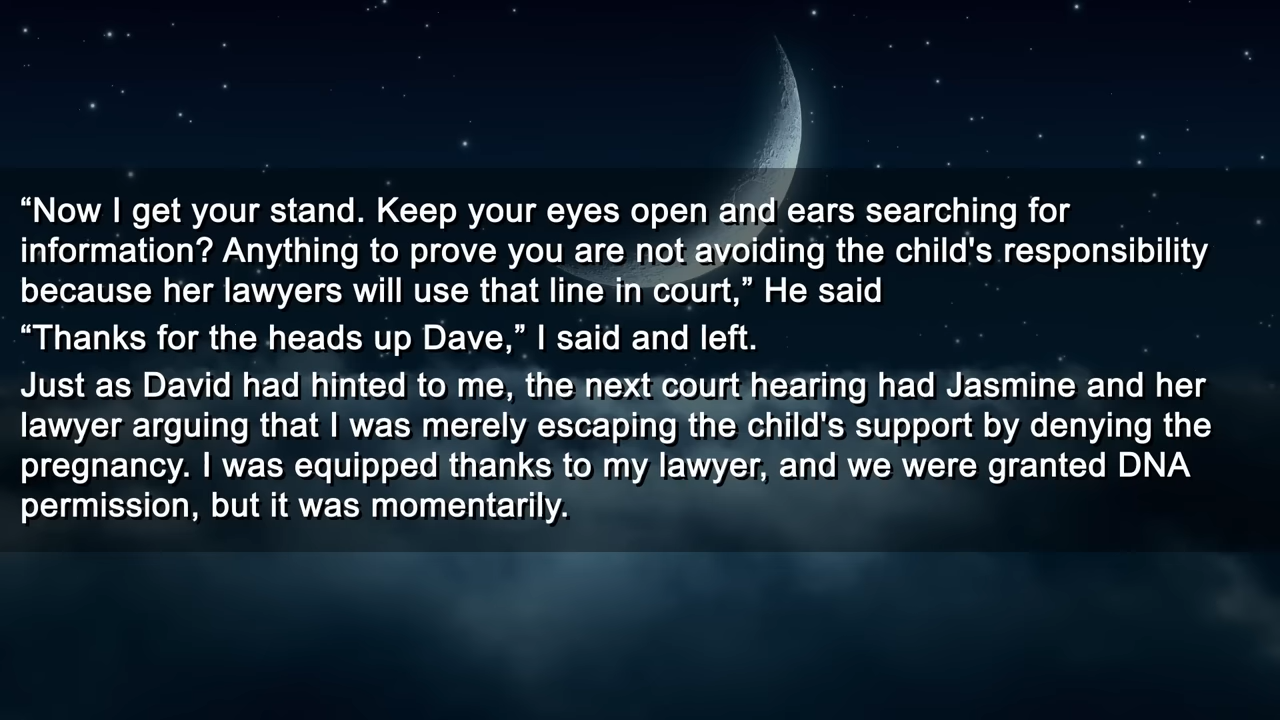 “Now I get your stand. Keep your eyes open and ears searching for
information? Anything to prove you are not avoiding the child's responsibility
because her lawyers will use that line in court,” He said
“Thanks for the heads up Dave,” I said and left.
Just as David had hinted to me, the next court hearing had Jasmine and her
lawyer arguing that I was merely escaping the child's support by denying the
pregnancy. I was equipped thanks to my lawyer, and we were granted DNA
permission, but it was momentarily.